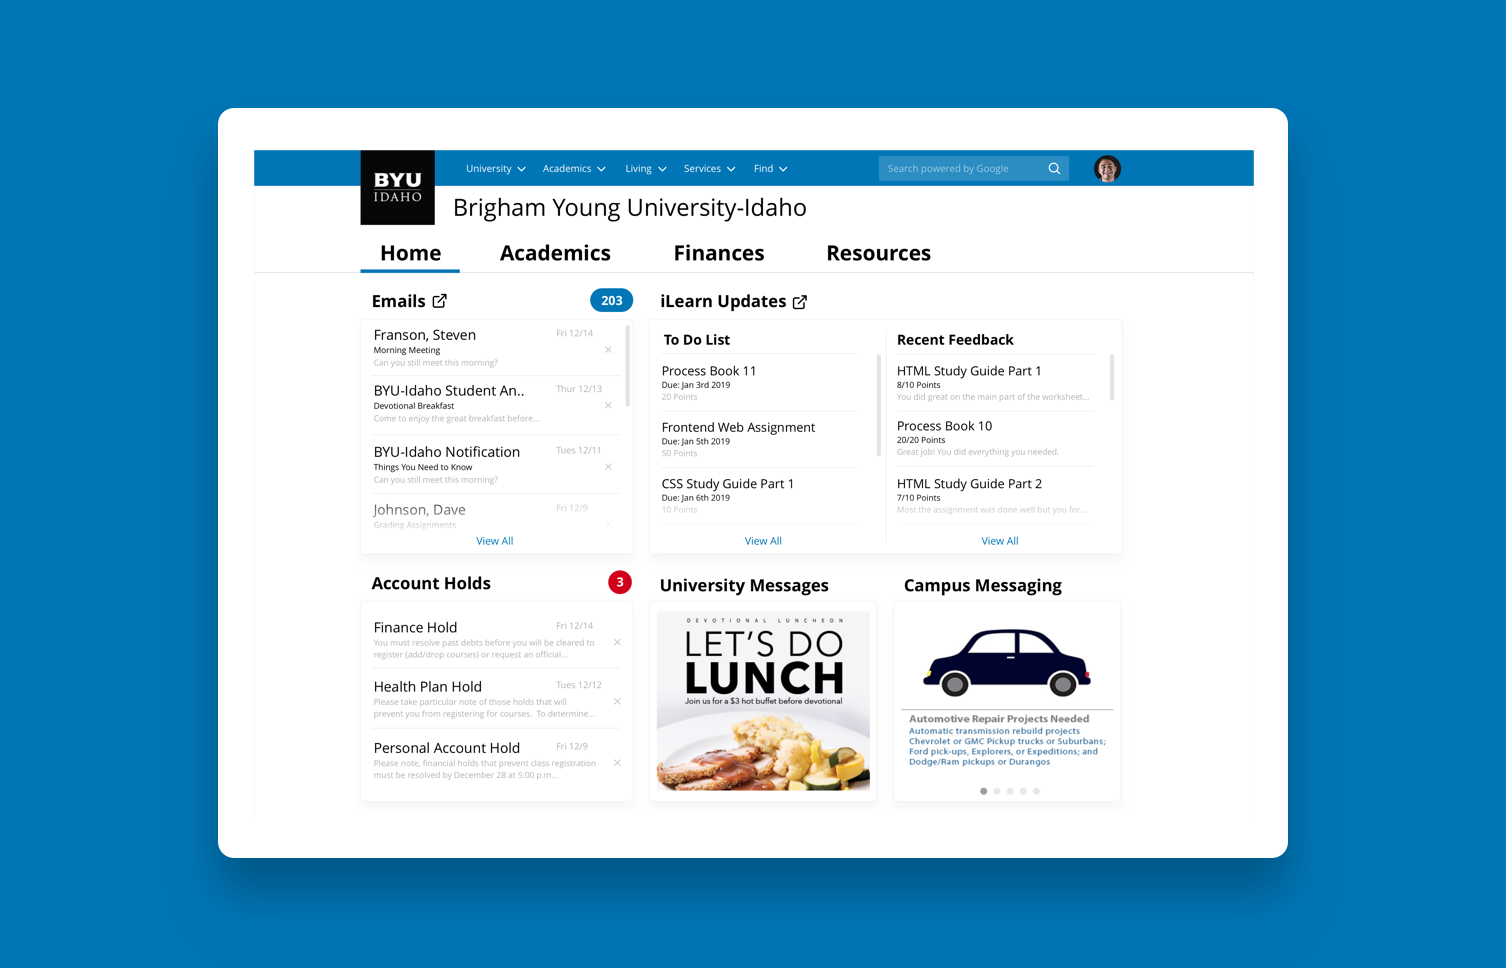 BYU
IDAHO
University
Academics
Living
Services
Find
Search powered by Google
Brigham Young University-Idaho
Home
Academics
Finances
Resources
Emails
203
Franson, Steven
Fri 12/14
Morning Meeting
Can you still meet this morning?
BYU-Idaho Student An..
Thur 12/13
Devotional Breakfast
Come to enjoy the great breakfast before...
BYU-Idaho Notification
Tues 12/11
Things You Need to Know
Can you still meet this morning?
Johnson, Dave
Fri 12/9
Grading Assignments
View All
iLearn Updates
To Do List
Process Book 11
Due: Jan 3rd 2019
20 Points
Frontend Web Assignment
Due: Jan 5th 2019
50 Points
CSS Study Guide Part 1
Due: Jan 6th 2019
10 Points
View All
Recent Feedback
HTML Study Guide Part 1
8/10 Points
You did great on the main part of the worksheet...
Process Book 10
20/20 Points
Great job! You did everything you needed.
HTML Study Guide Part 2
7/10 Points
Most the assignment was done well but you for...
View All
Account Holds
3
Finance Hold
Fri 12/14
You must resolve past debts before you will be cleared to
register (add/drop courses) or request an official...
Health Plan Hold
Tues 12/12
Please take particular note of those holds that will
prevent you from registering for courses. To determine...
Personal Account Hold
Fri 12/9
Please note, financial holds that prevent class registration
must be resolved by December 28 at 5:00 p.m...
University Messages
DEVOTIONAL LUNCHEON
LET'S DO
LUNCH
Join us for a $3 hot buffet before devotional
Campus Messaging
Automotive Repair Projects Needed
Automatic transmission rebuild projects
Chevrolet or GMC Pickup trucks or Suburbans;
Ford pick-ups, Explorers, or Expeditions; and
Dodge/Ram pickups or Durangos